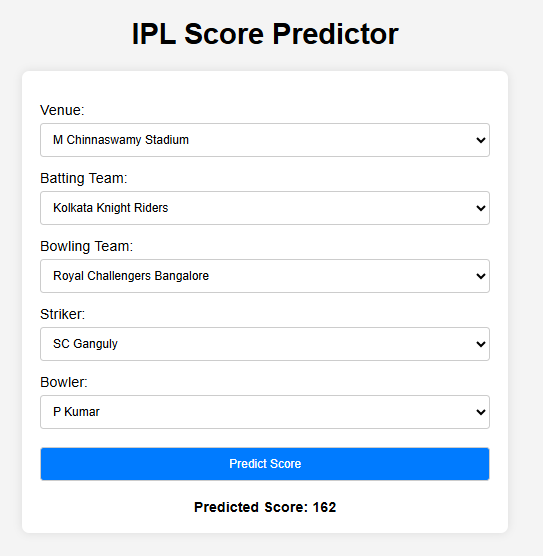 IPL Score Predictor
Venue:
M Chinnaswamy Stadium
Batting Team:
Kolkata Knight Riders
Bowling Team:
Royal Challengers Bangalore
Striker:
SC Ganguly
Bowler:
P Kumar
Predict Score
Predicted Score: 162